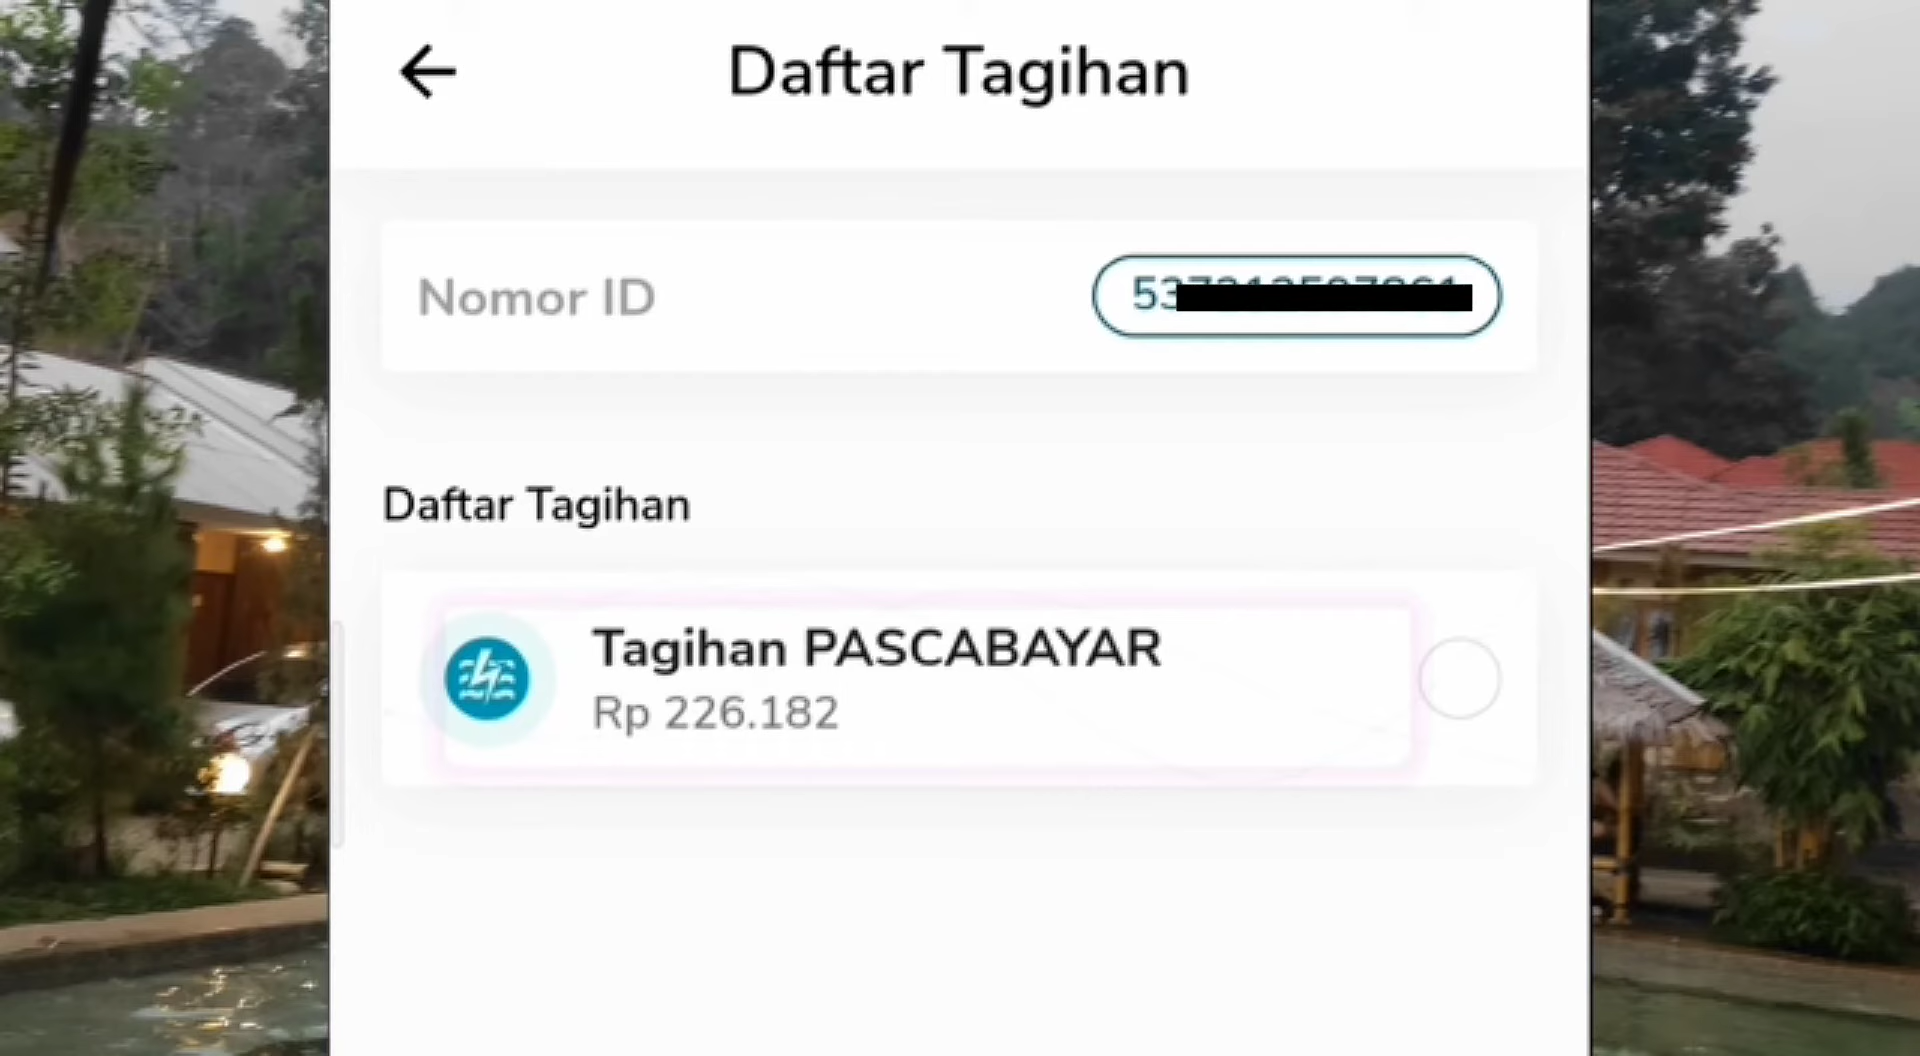 Daftar Tagihan
Nomor ID
53
Daftar Tagihan
Tagihan PASCABAYAR
Rp 226.182